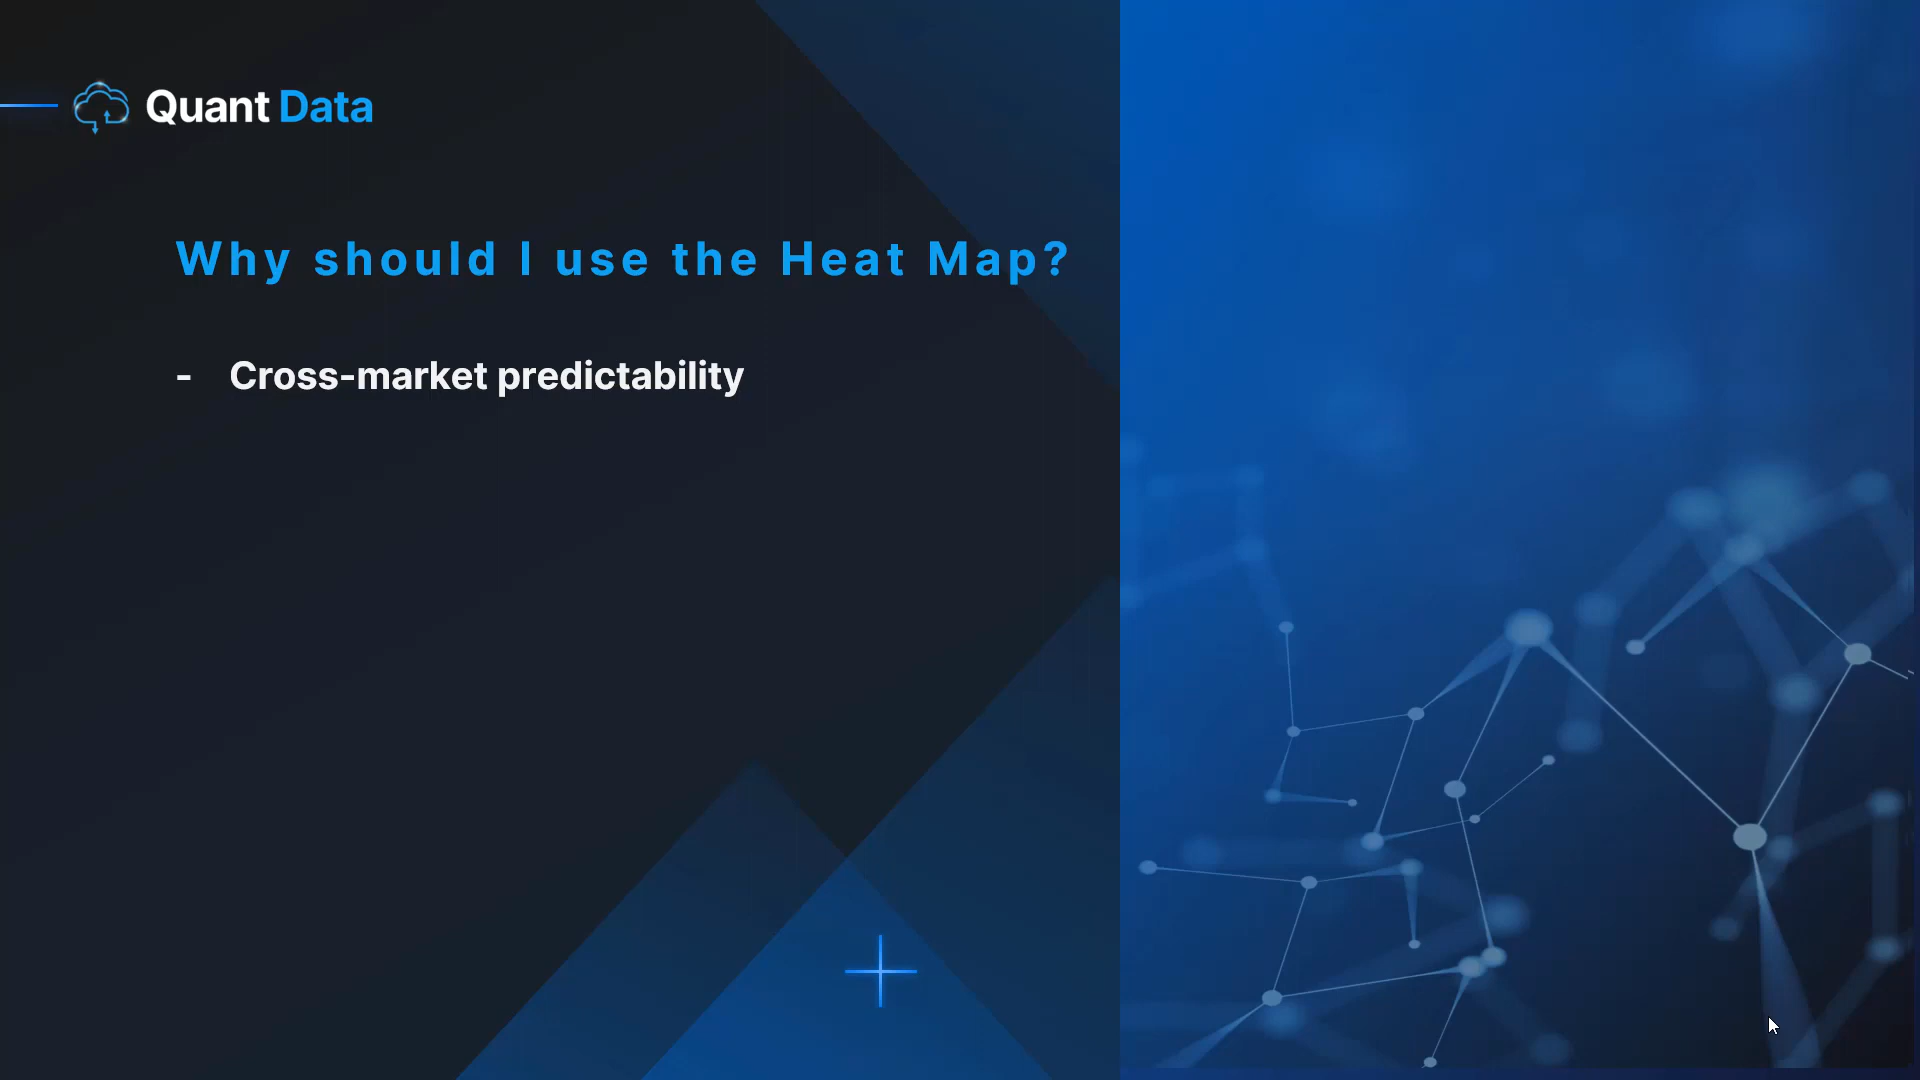 Quant Data
Why should I use the Heat Map?
- Cross-market predictability